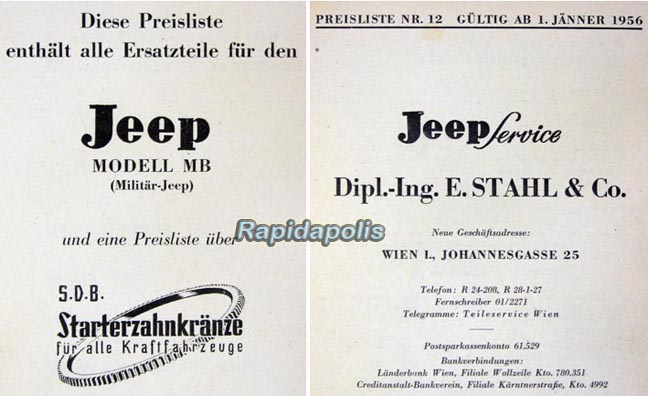 Diese Preisliste
enthält alle Ersatzteile für den
Jeep
MODELL MB
(Militär-Jeep)
und eine Preisliste über
S.D.B.
Starterzahnkränze
für alle Kraftfahrzeuge
Rapidapolis
PREISLISTE NR. 12 GÜLTIG AB 1. JÄNNER 1956
Jeep Service
Dipl.-Ing. E. STAHL & Co.
Neue Geschäftsadresse:
WIEN I., JOHANNESGASSE 25
Telefon: R 24-208, R 28-1-27
Fernschreiber 01/2271
Telegramme: Teileservice Wien
Postsparkassenkonto 61.529
Bankverbindungen:
Länderbank Wien, Filiale Wollzeile Kto. 780.351
Creditanstalt-Bankverein, Filiale Kärntnerstraße, Kto. 4992